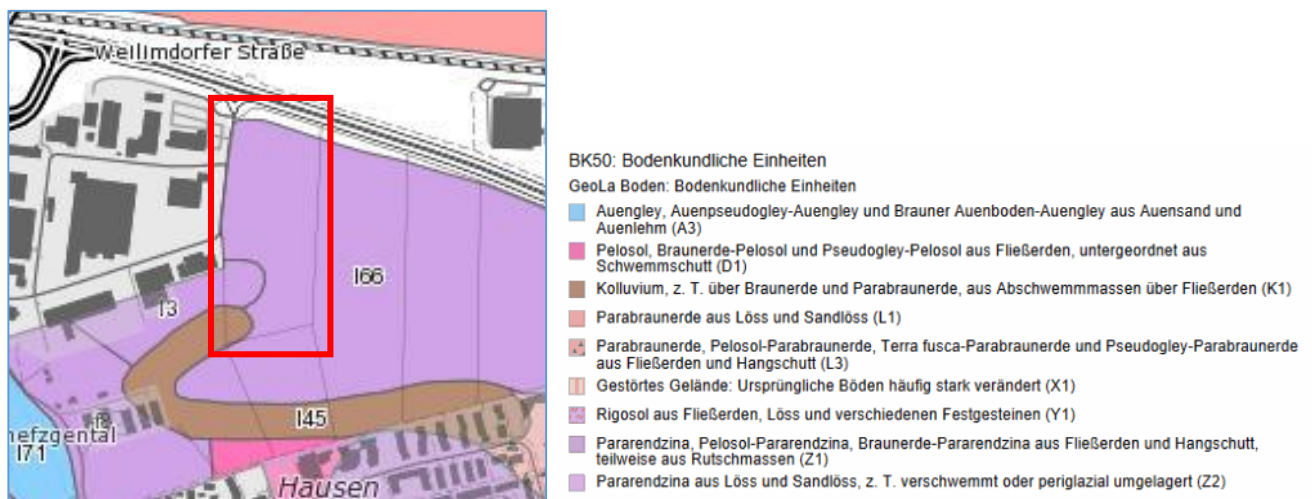 Weilimdorfer Straße
I66
I3
I45
I71
Hausen
BK50: Bodenkundliche Einheiten
GeoLa Boden: Bodenkundliche Einheiten
Auengley, Auenpseudogley-Auengley und Brauner Auenboden-Auengley aus Auensand und
Auenlehm (A3)
Pelosol, Braunerde-Pelosol und Pseudogley-Pelosol aus Fließerden, untergeordnet aus
Schwemmschutt (D1)
Kolluvium, z. T. über Braunerde und Parabraunerde, aus Abschwemmmassen über Fließerden (K1)
Parabraunerde aus Löss und Sandlöss (L1)
Parabraunerde, Pelosol-Parabraunerde, Terra fusca-Parabraunerde und Pseudogley-Parabraunerde
aus Fließerden und Hangschutt (L3)
Gestörtes Gelände: Ursprüngliche Böden häufig stark verändert (X1)
Rigosol aus Fließerden, Löss und verschiedenen Festgesteinen (Y1)
Pararendzina, Pelosol-Pararendzina, Braunerde-Pararendzina aus Fließerden und Hangschutt,
teilweise aus Rutschmassen (Z1)
Pararendzina aus Löss und Sandlöss, z. T. verschwemmt oder periglazial umgelagert (Z2)